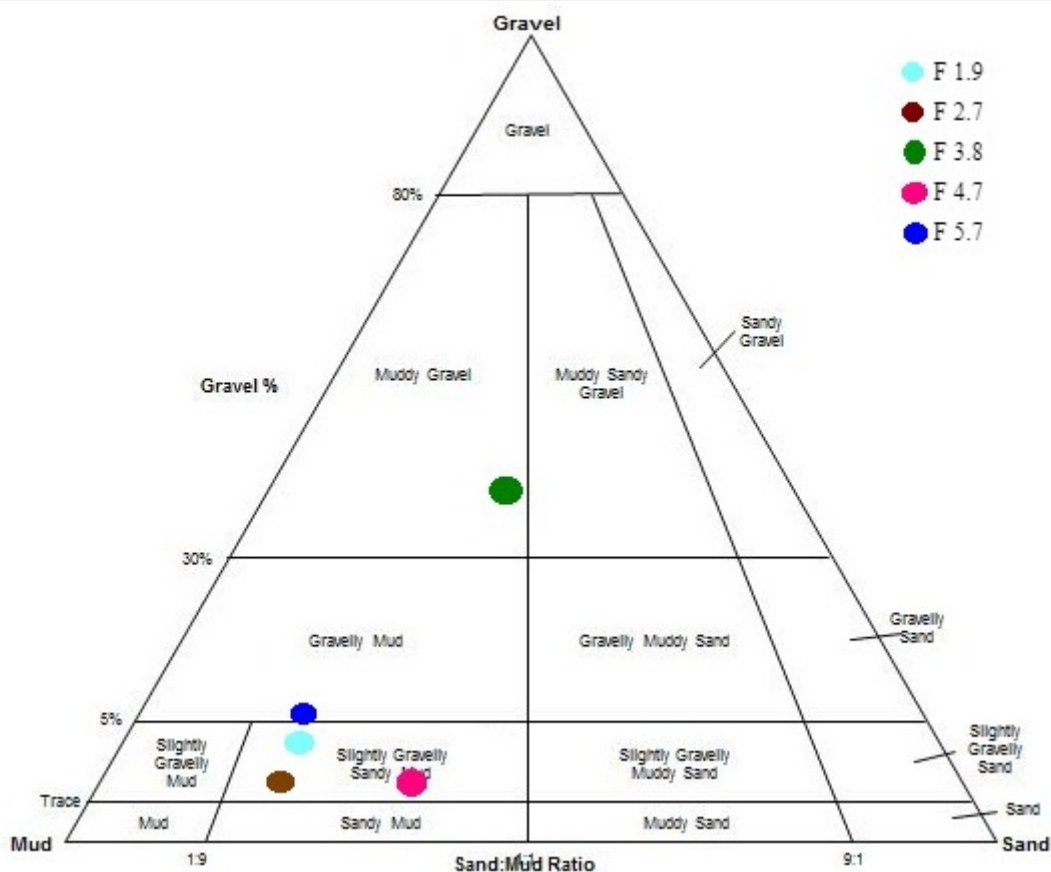 Gravel
F 1.9
F 2.7
F 3.8
F 4.7
F 5.7
Gravel
80%
Sandy
Gravel
Muddy Gravel
Muddy Sandy
Gravel
Gravel %
30%
Gravelly Mud
Gravelly Muddy Sand
Gravelly
Sand
5%
Slightly
Gravelly
Mud
Slightly Gravelly
Sandy Mud
Slightly Gravelly
Muddy Sand
Slightly
Gravelly
Sand
Trace
Mud
Sandy Mud
Muddy Sand
Sand
Mud
Sand
1:9
9:1
Sand:Mud Ratio